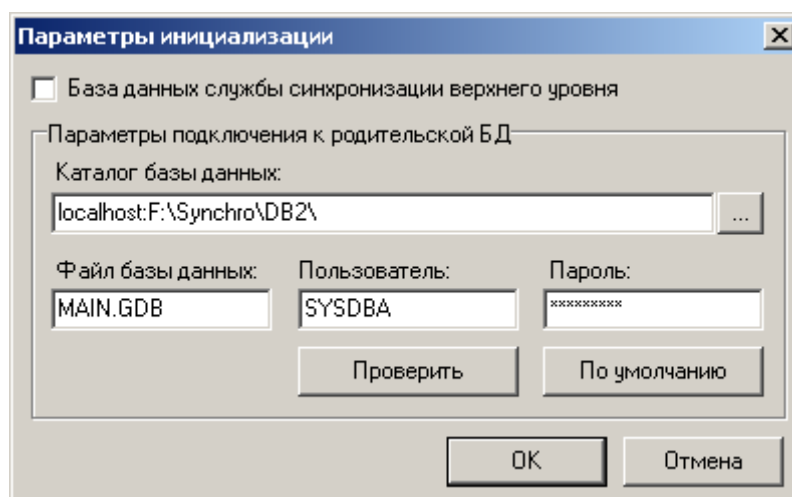 Параметры инициализации
База данных службы синхронизации верхнего уровня
Параметры подключения к родительской БД
Каталог базы данных:
localhost:F:\Synchro\DB2\
...
Файл базы данных: Пользователь: Пароль:
MAIN.GDB SYSDBA *********
Проверить По умолчанию
OK Отмена